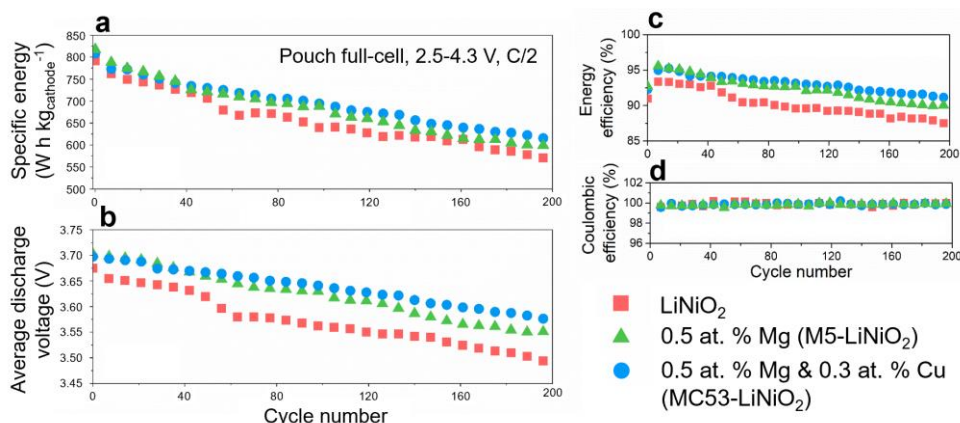 a
Pouch full-cell, 2.5-4.3 V, C/2
Specific energy
(W h kgcathode⁻¹)
850
800
750
700
650
600
550
500
0 40 80 120 160 200
b
Average discharge
voltage (V)
3.75
3.70
3.65
3.60
3.55
3.50
3.45
0 40 80 120 160 200
Cycle number
c
Energy
efficiency (%)
100
95
90
85
0 40 80 120 160 200
d
Coulombic
efficiency (%)
102
100
98
96
0 40 80 120 160 200
Cycle number
LiNiO₂
0.5 at. % Mg (M5-LiNiO₂)
0.5 at. % Mg & 0.3 at. % Cu
(MC53-LiNiO₂)